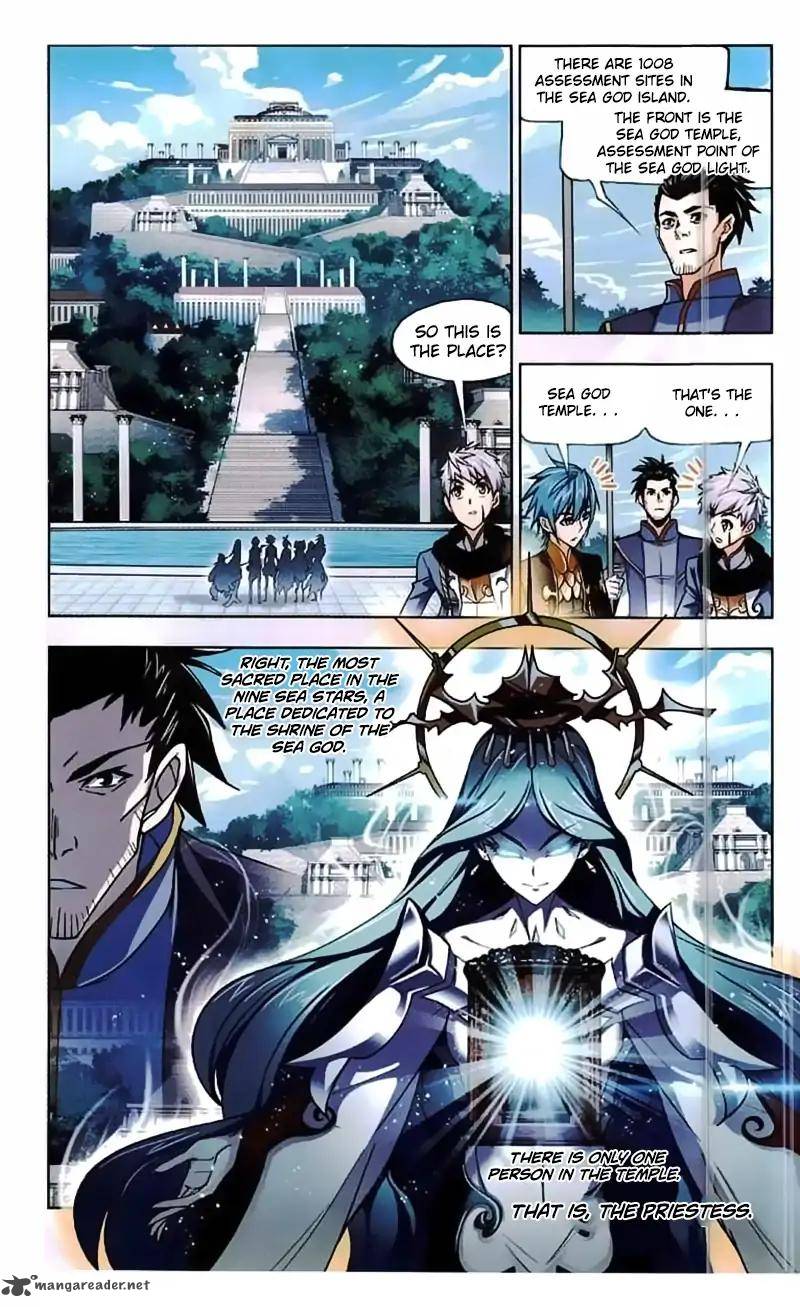 SO THIS IS
THE PLACE?
THERE ARE 1008
ASSESSMENT SITES IN
THE SEA GOD ISLAND.
THE FRONT IS THE
SEA GOD TEMPLE,
ASSESSMENT POINT OF
THE SEA GOD LIGHT.
SEA GOD
TEMPLE. . .
THAT'S THE
ONE. . .
RIGHT, THE MOST
SACRED PLACE IN THE
NINE SEA STARS, A
PLACE DEDICATED TO
THE SHRINE OF THE
SEA GOD.
THERE IS ONLY ONE
PERSON IN THE TEMPLE.
THAT IS, THE PRIESTESS.
mangareader.net